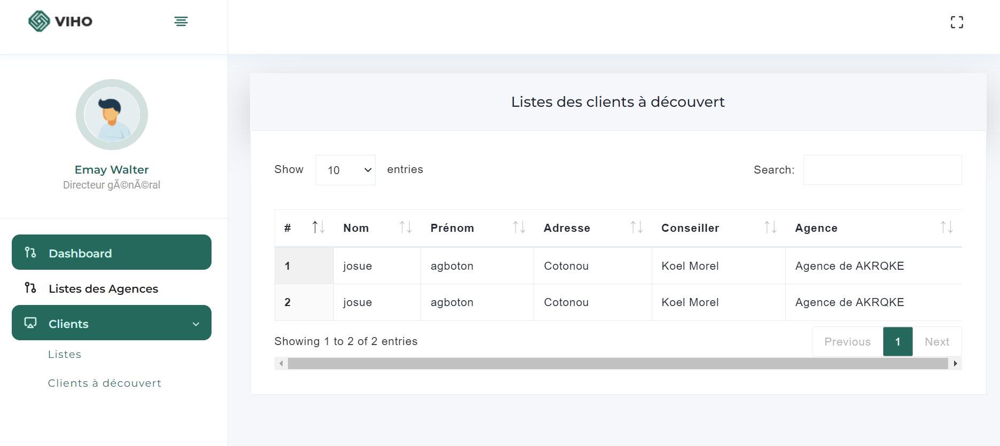 VIHO
Emay Walter
Directeur gÃ©nÃ©ral
Dashboard
Listes des Agences
Clients
Listes
Clients à découvert
Listes des clients à découvert
Show 10 entries
Search:
# Nom Prénom Adresse Conseiller Agence
1 josue agboton Cotonou Koel Morel Agence de AKRQKE
2 josue agboton Cotonou Koel Morel Agence de AKRQKE
Showing 1 to 2 of 2 entries
Previous 1 Next